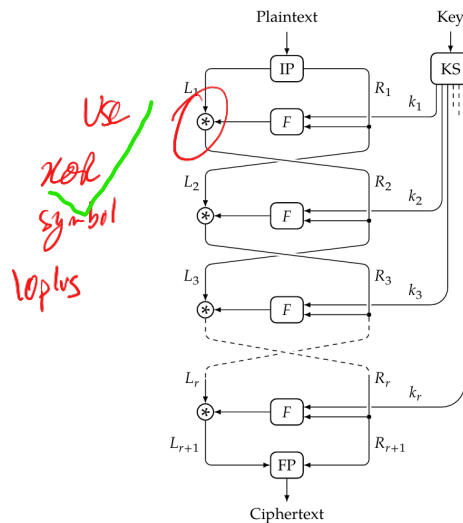 Plaintext
Key
IP
KS
L₁
R₁
k₁
use
*
F
xor
symbol
\oplus
L₂
R₂
k₂
*
F
L₃
R₃
k₃
*
F
Lᵣ
Rᵣ
kᵣ
*
F
Lᵣ₊₁
Rᵣ₊₁
FP
Ciphertext